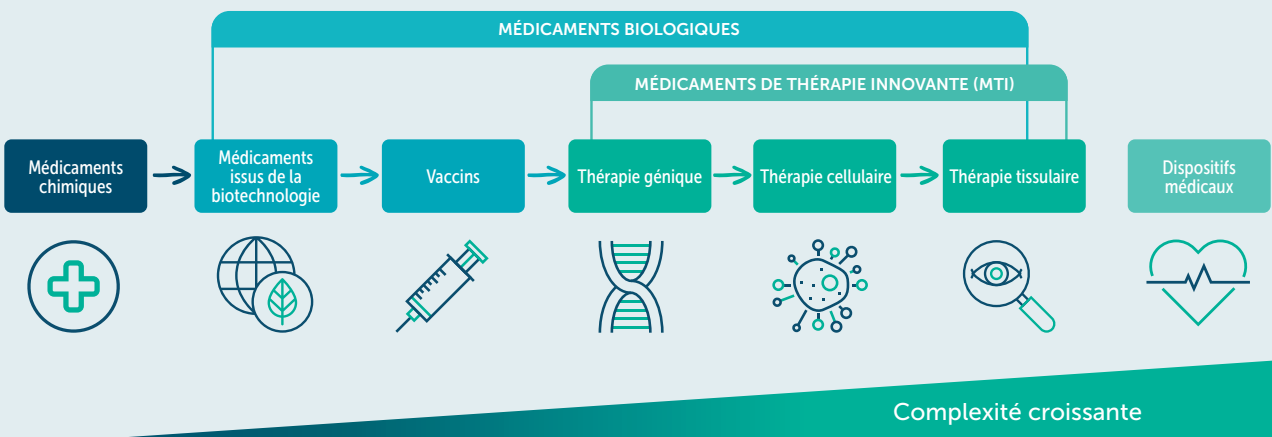 MÉDICAMENTS BIOLOGIQUES
MÉDICAMENTS DE THÉRAPIE INNOVANTE (MTI)
Médicaments
chimiques
Médicaments
issus de la
biotechnologie
Vaccins
Thérapie génique
Thérapie cellulaire
Thérapie tissulaire
Dispositifs
médicaux
Complexité croissante